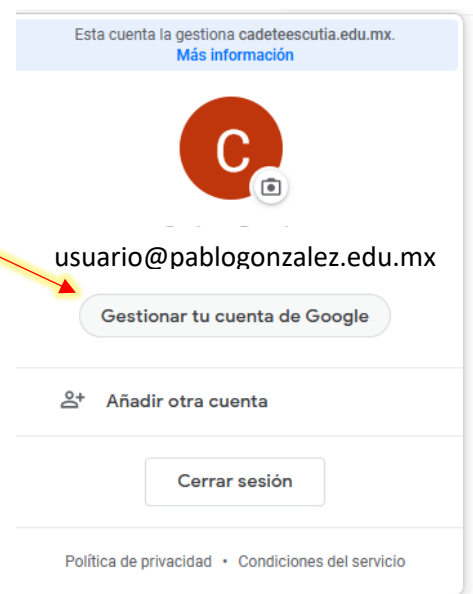 Esta cuenta la gestiona cadeteescutia.edu.mx.
Más información
C
usuario@pablogonzalez.edu.mx
Gestionar tu cuenta de Google
Añadir otra cuenta
Cerrar sesión
Política de privacidad • Condiciones del servicio